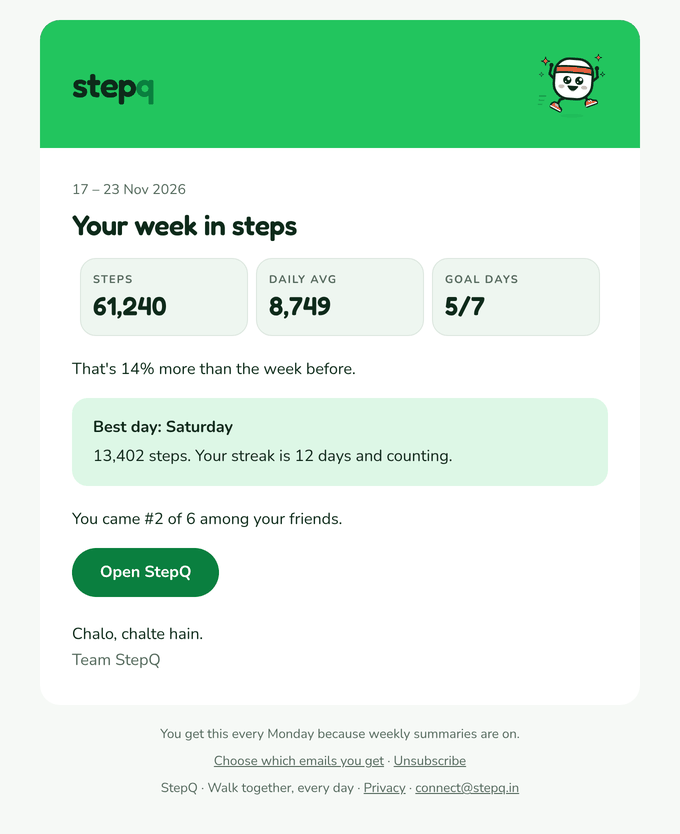 stepq
17 – 23 Nov 2026
Your week in steps
STEPS
61,240
DAILY AVG
8,749
GOAL DAYS
5/7
That's 14% more than the week before.
Best day: Saturday
13,402 steps. Your streak is 12 days and counting.
You came #2 of 6 among your friends.
Open StepQ
Chalo, chalte hain.
Team StepQ
You get this every Monday because weekly summaries are on.
Choose which emails you get · Unsubscribe
StepQ · Walk together, every day · Privacy · connect@stepq.in